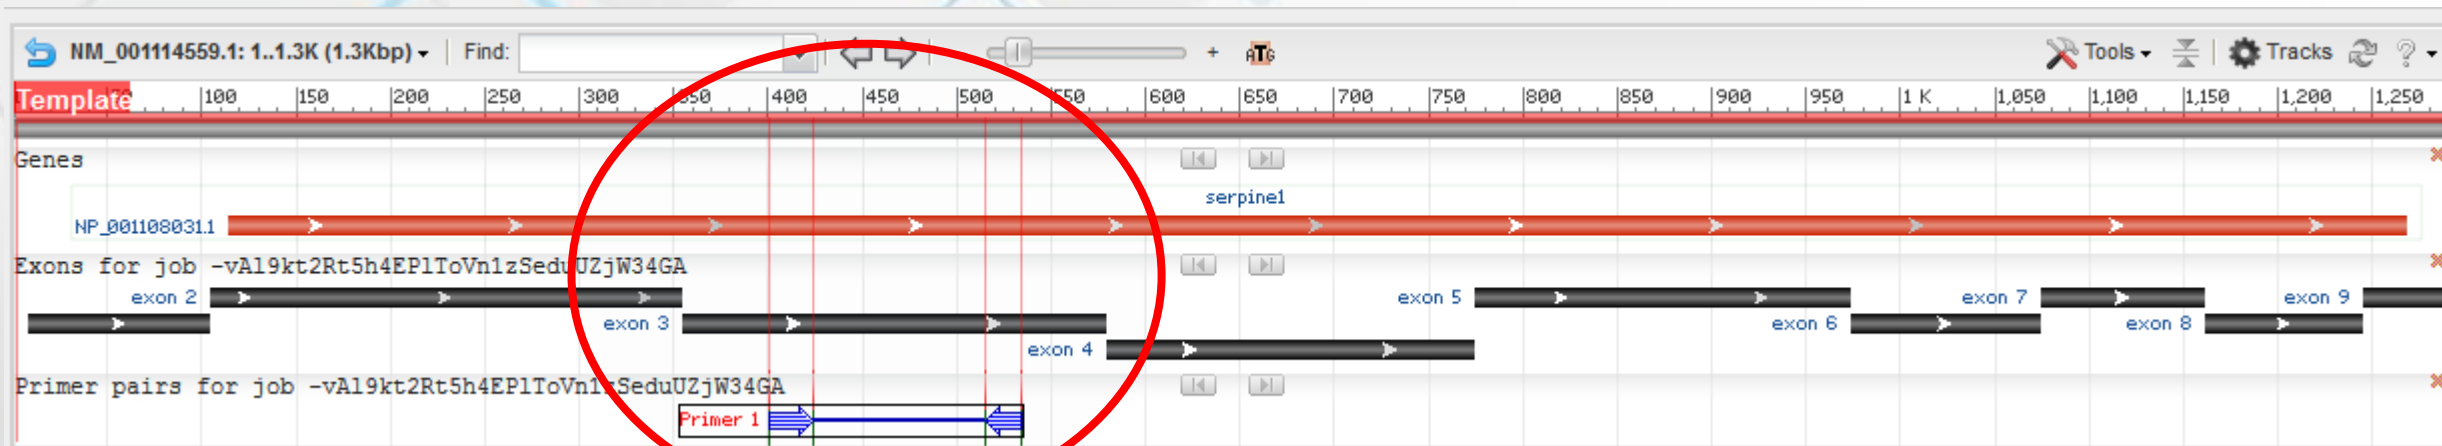 NM_001114559.1: 1..1.3K (1.3Kbp) Find: + ATG Tools Tracks ?
Template 100 150 200 250 300 350 400 450 500 550 600 650 700 750 800 850 900 950 1 K 1,050 1,100 1,150 1,200 1,250
Genes
serpine1
NP_001108031.1
Exons for job -vAl9kt2Rt5h4EPlToVn1zSeduUZjW34GA
exon 2 exon 5 exon 7 exon 9
exon 3 exon 6 exon 8
exon 4
Primer pairs for job -vAl9kt2Rt5h4EPlToVn1zSeduUZjW34GA
Primer 1